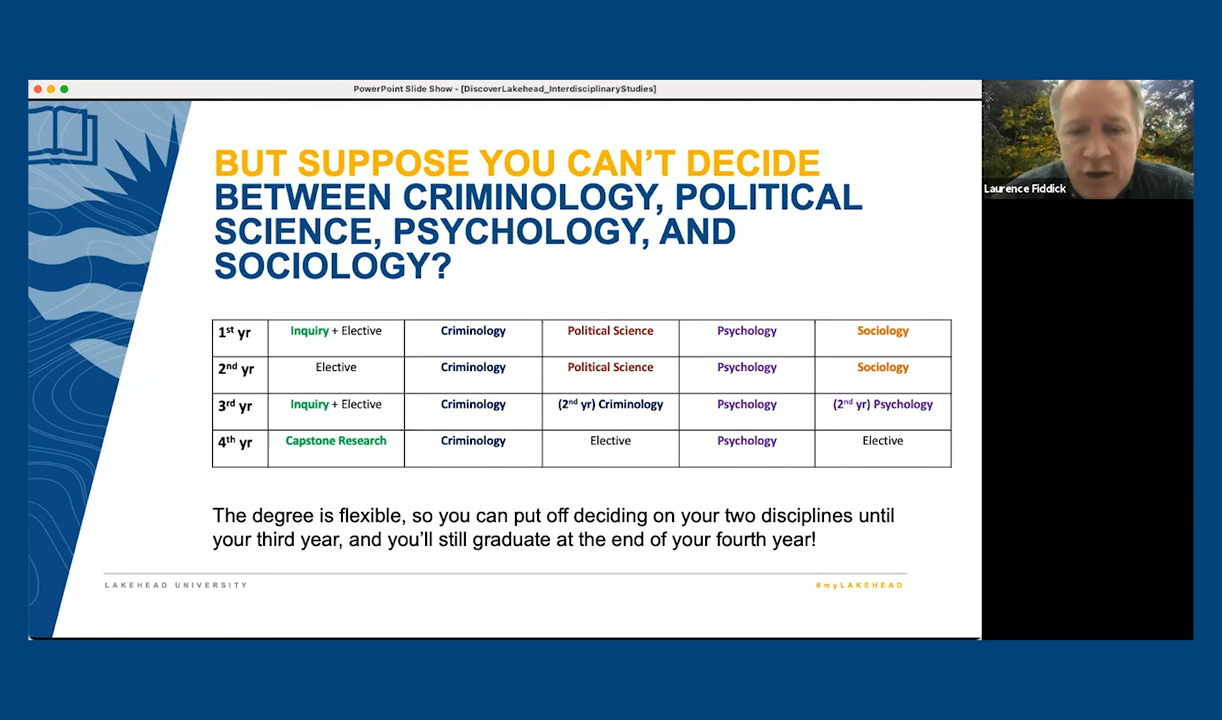 PowerPoint Slide Show - [DiscoverLakehead_InterdisciplinaryStudies]
Laurence Fiddick
BUT SUPPOSE YOU CAN'T DECIDE
BETWEEN CRIMINOLOGY, POLITICAL
SCIENCE, PSYCHOLOGY, AND
SOCIOLOGY?
1st yr Inquiry + Elective Criminology Political Science Psychology Sociology
2nd yr Elective Criminology Political Science Psychology Sociology
3rd yr Inquiry + Elective Criminology (2nd yr) Criminology Psychology (2nd yr) Psychology
4th yr Capstone Research Criminology Elective Psychology Elective
The degree is flexible, so you can put off deciding on your two disciplines until
your third year, and you'll still graduate at the end of your fourth year!
LAKEHEAD UNIVERSITY #myLAKEHEAD